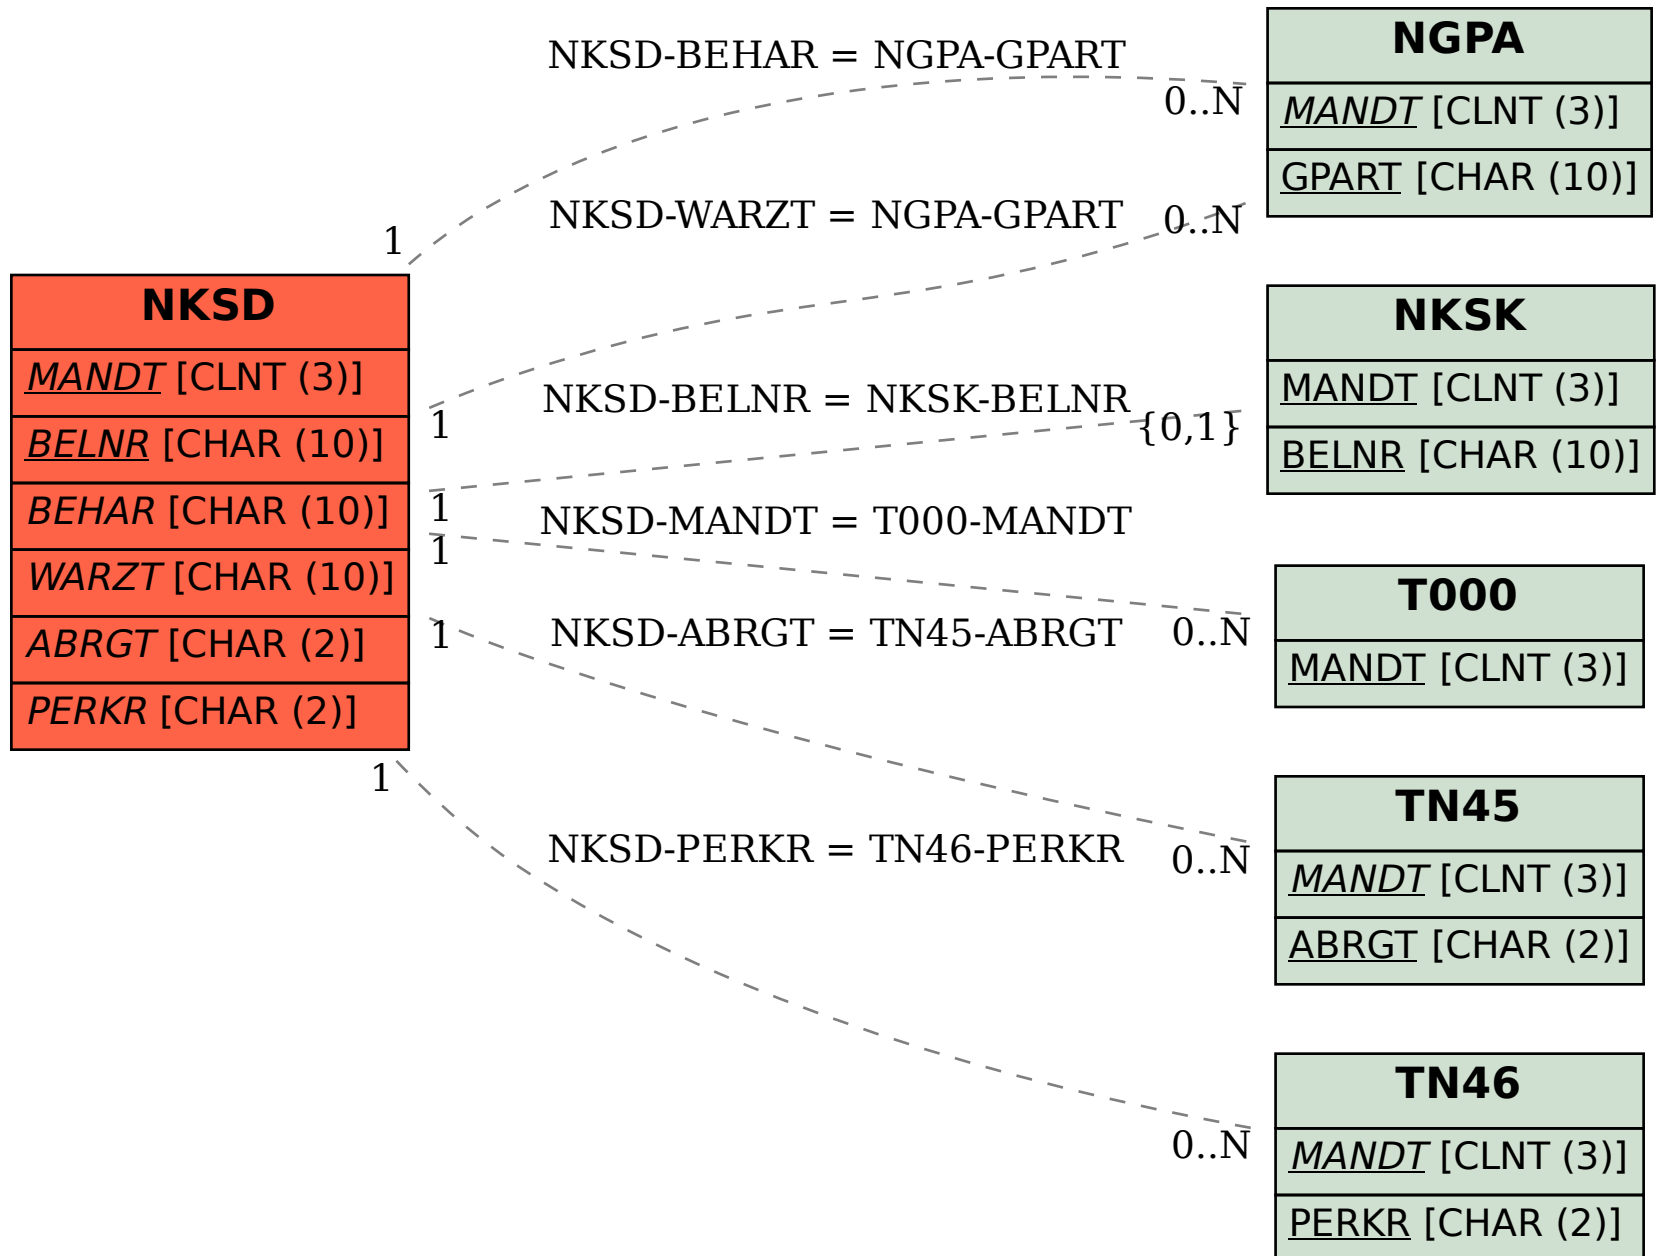 NKSD
MANDT [CLNT (3)]
BELNR [CHAR (10)]
BEHAR [CHAR (10)]
WARZT [CHAR (10)]
ABRGT [CHAR (2)]
PERKR [CHAR (2)]
NKSD-BEHAR = NGPA-GPART
1
0..N
NKSD-WARZT = NGPA-GPART
1
0..N
NKSD-BELNR = NKSK-BELNR
1
{0,1}
NKSD-MANDT = T000-MANDT
1
0..N
NKSD-ABRGT = TN45-ABRGT
1
0..N
NKSD-PERKR = TN46-PERKR
1
0..N
NGPA
MANDT [CLNT (3)]
GPART [CHAR (10)]
NKSK
MANDT [CLNT (3)]
BELNR [CHAR (10)]
T000
MANDT [CLNT (3)]
TN45
MANDT [CLNT (3)]
ABRGT [CHAR (2)]
TN46
MANDT [CLNT (3)]
PERKR [CHAR (2)]